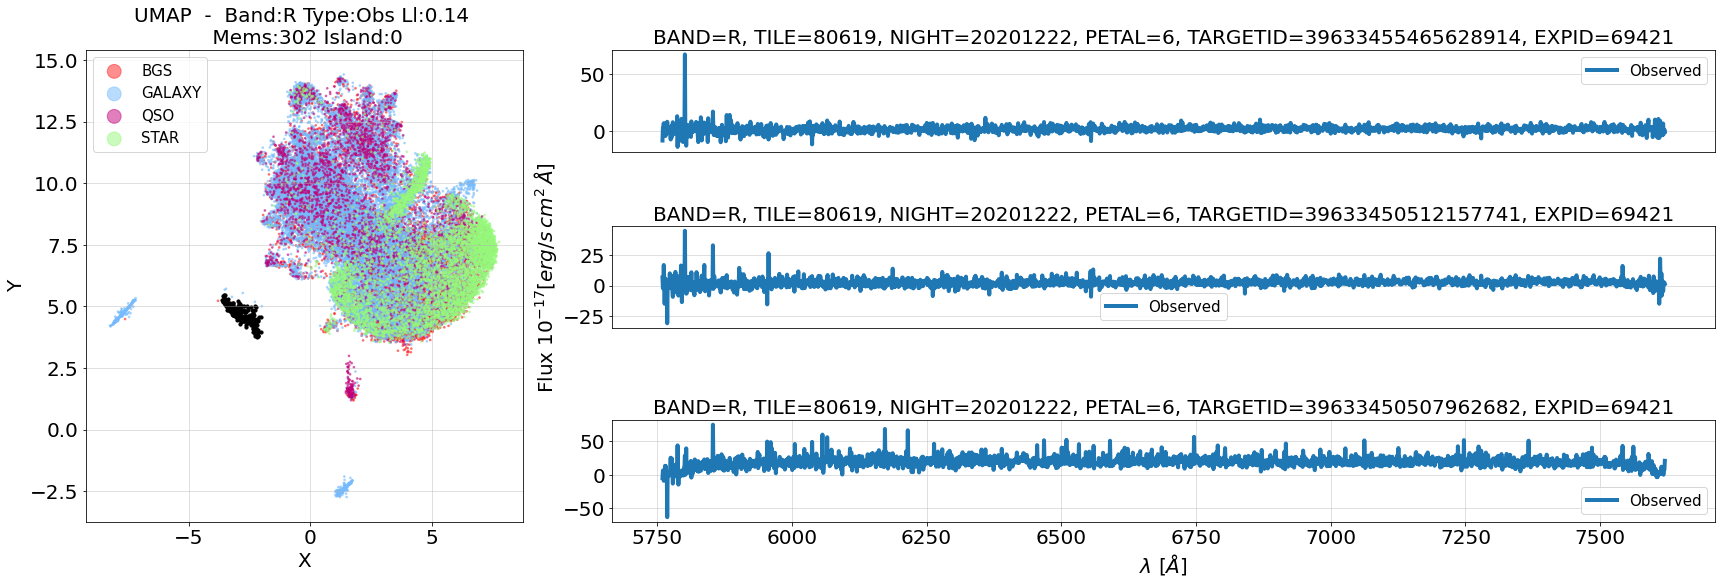 UMAP - Band:R Type:Obs Ll:0.14
Mems:302 Island:0
15.0
12.5
10.0
7.5
5.0
2.5
0.0
−2.5
Y
BGS
GALAXY
QSO
STAR
−5
0
5
X
BAND=R, TILE=80619, NIGHT=20201222, PETAL=6, TARGETID=39633455465628914, EXPID=69421
50
0
Observed
BAND=R, TILE=80619, NIGHT=20201222, PETAL=6, TARGETID=39633450512157741, EXPID=69421
25
0
−25
Observed
Flux 10⁻¹⁷[erg/s cm² Å]
BAND=R, TILE=80619, NIGHT=20201222, PETAL=6, TARGETID=39633450507962682, EXPID=69421
50
0
−50
Observed
5750
6000
6250
6500
6750
7000
7250
7500
λ [Å]